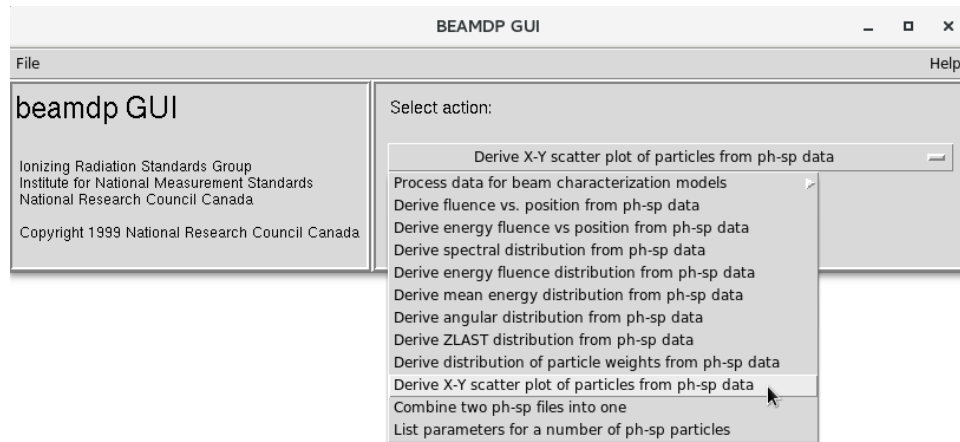 BEAMDP GUI
File
Help
beamdp GUI
Ionizing Radiation Standards Group
Institute for National Measurement Standards
National Research Council Canada
Copyright 1999 National Research Council Canada
Select action:
Derive X-Y scatter plot of particles from ph-sp data
Process data for beam characterization models
Derive fluence vs. position from ph-sp data
Derive energy fluence vs position from ph-sp data
Derive spectral distribution from ph-sp data
Derive energy fluence distribution from ph-sp data
Derive mean energy distribution from ph-sp data
Derive angular distribution from ph-sp data
Derive ZLAST distribution from ph-sp data
Derive distribution of particle weights from ph-sp data
Derive X-Y scatter plot of particles from ph-sp data
Combine two ph-sp files into one
List parameters for a number of ph-sp particles